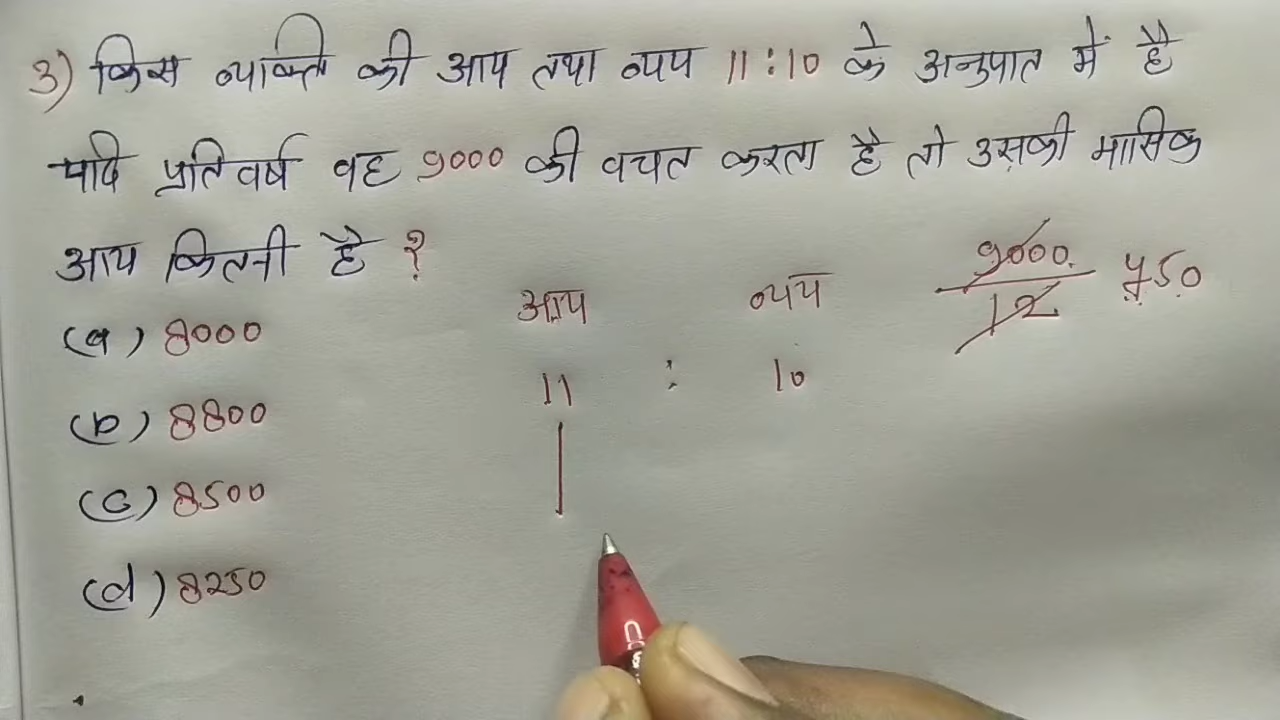 3) किस व्यक्ति की आय तथा व्यय 11:10 के अनुपात में है
यदि प्रतिवर्ष वह 9000 की वचत करता है तो उसकी मासिक
आय कितनी है ?
(a) 8000
(b) 8800
(c) 8500
(d) 8250
आय व्यय
11 : 10
9000
12
750